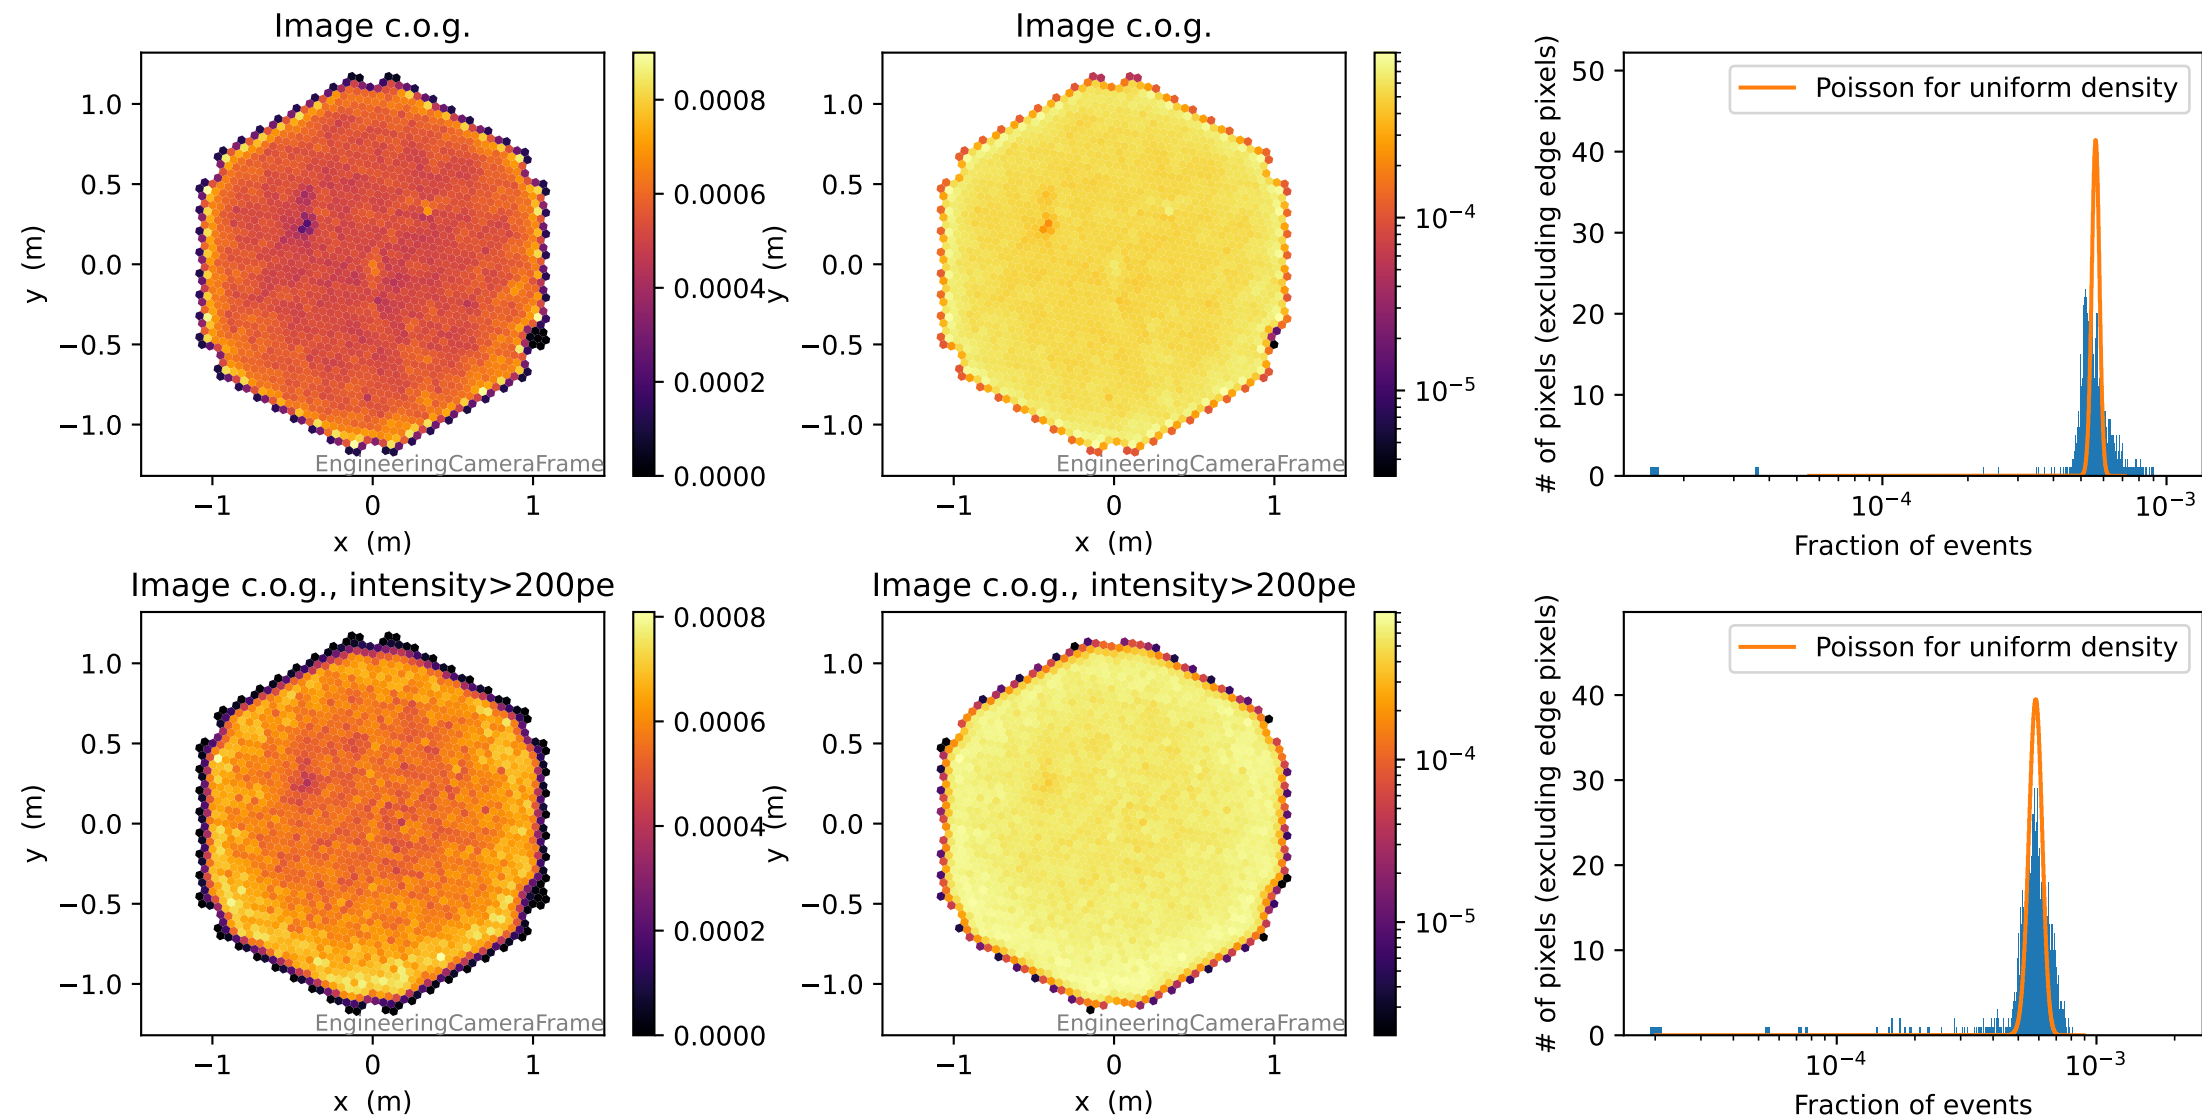 Image c.o.g.
1.0
0.5
0.0
−0.5
−1.0
y (m)
−1
0
1
x (m)
EngineeringCameraFrame
0.0008
0.0006
0.0004
0.0002
0.0000
Image c.o.g.
1.0
0.5
0.0
−0.5
−1.0
y (m)
−1
0
1
x (m)
EngineeringCameraFrame
10−4
10−5
50
40
30
20
10
0
# of pixels (excluding edge pixels)
Poisson for uniform density
10−4
10−3
Fraction of events
Image c.o.g., intensity>200pe
1.0
0.5
0.0
−0.5
−1.0
y (m)
−1
0
1
x (m)
EngineeringCameraFrame
0.0008
0.0006
0.0004
0.0002
0.0000
Image c.o.g., intensity>200pe
1.0
0.5
0.0
−0.5
−1.0
y (m)
−1
0
1
x (m)
EngineeringCameraFrame
10−4
10−5
40
30
20
10
0
# of pixels (excluding edge pixels)
Poisson for uniform density
10−4
10−3
Fraction of events